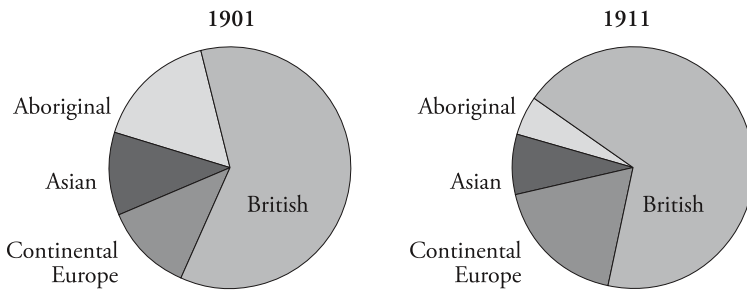 1901
Aboriginal
Asian
British
Continental
Europe
1911
Aboriginal
Asian
British
Continental
Europe